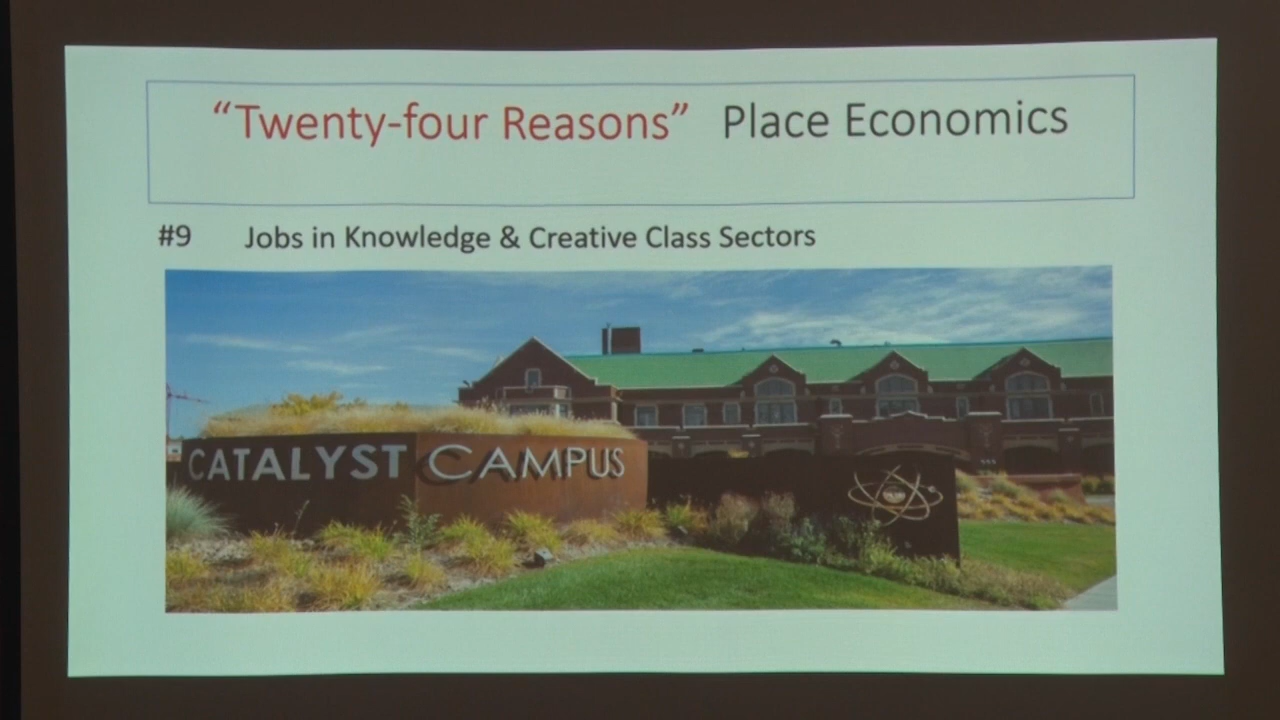 “Twenty-four Reasons” Place Economics
#9 Jobs in Knowledge & Creative Class Sectors
CATALYST CAMPUS